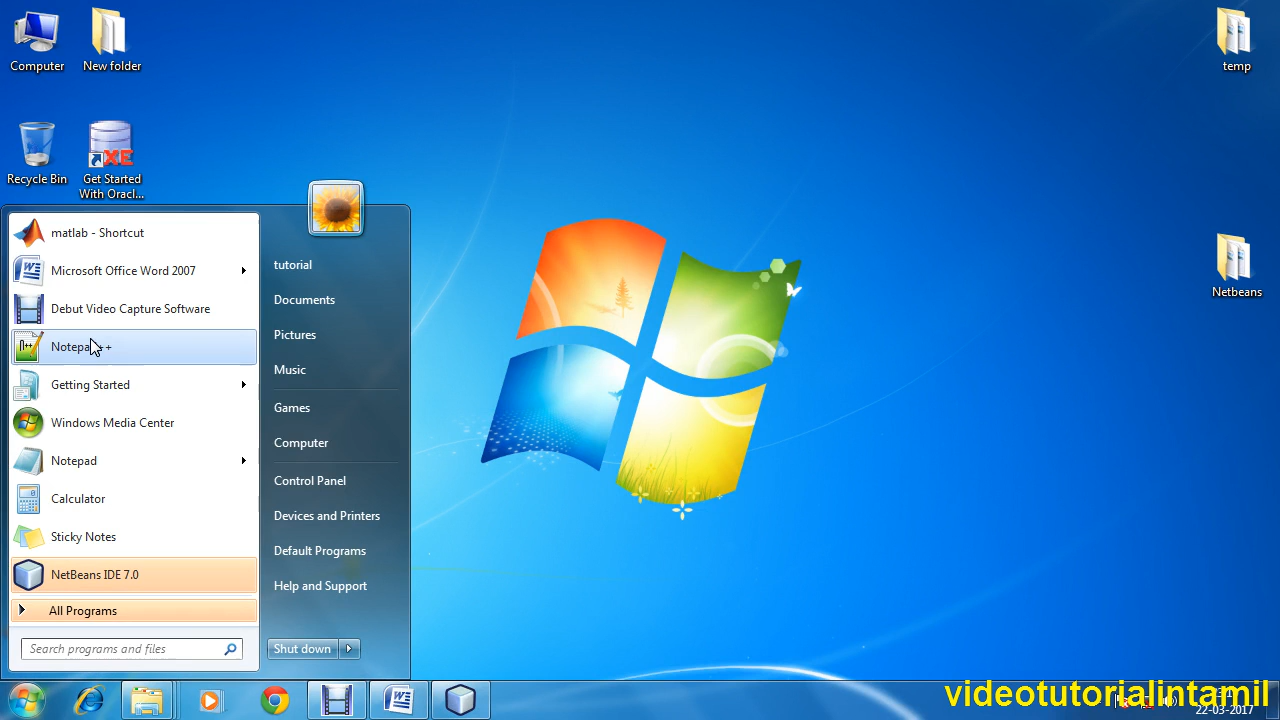 Computer
New folder
temp
Recycle Bin
Get Started
With Oracl...
Netbeans
matlab - Shortcut
Microsoft Office Word 2007
Debut Video Capture Software
Getting Started
Windows Media Center
Notepad
Calculator
Sticky Notes
NetBeans IDE 7.0
All Programs
Search programs and files
tutorial
Documents
Pictures
Music
Games
Computer
Control Panel
Devices and Printers
Default Programs
Help and Support
Shut down
videotutorialintamil
22-03-2017